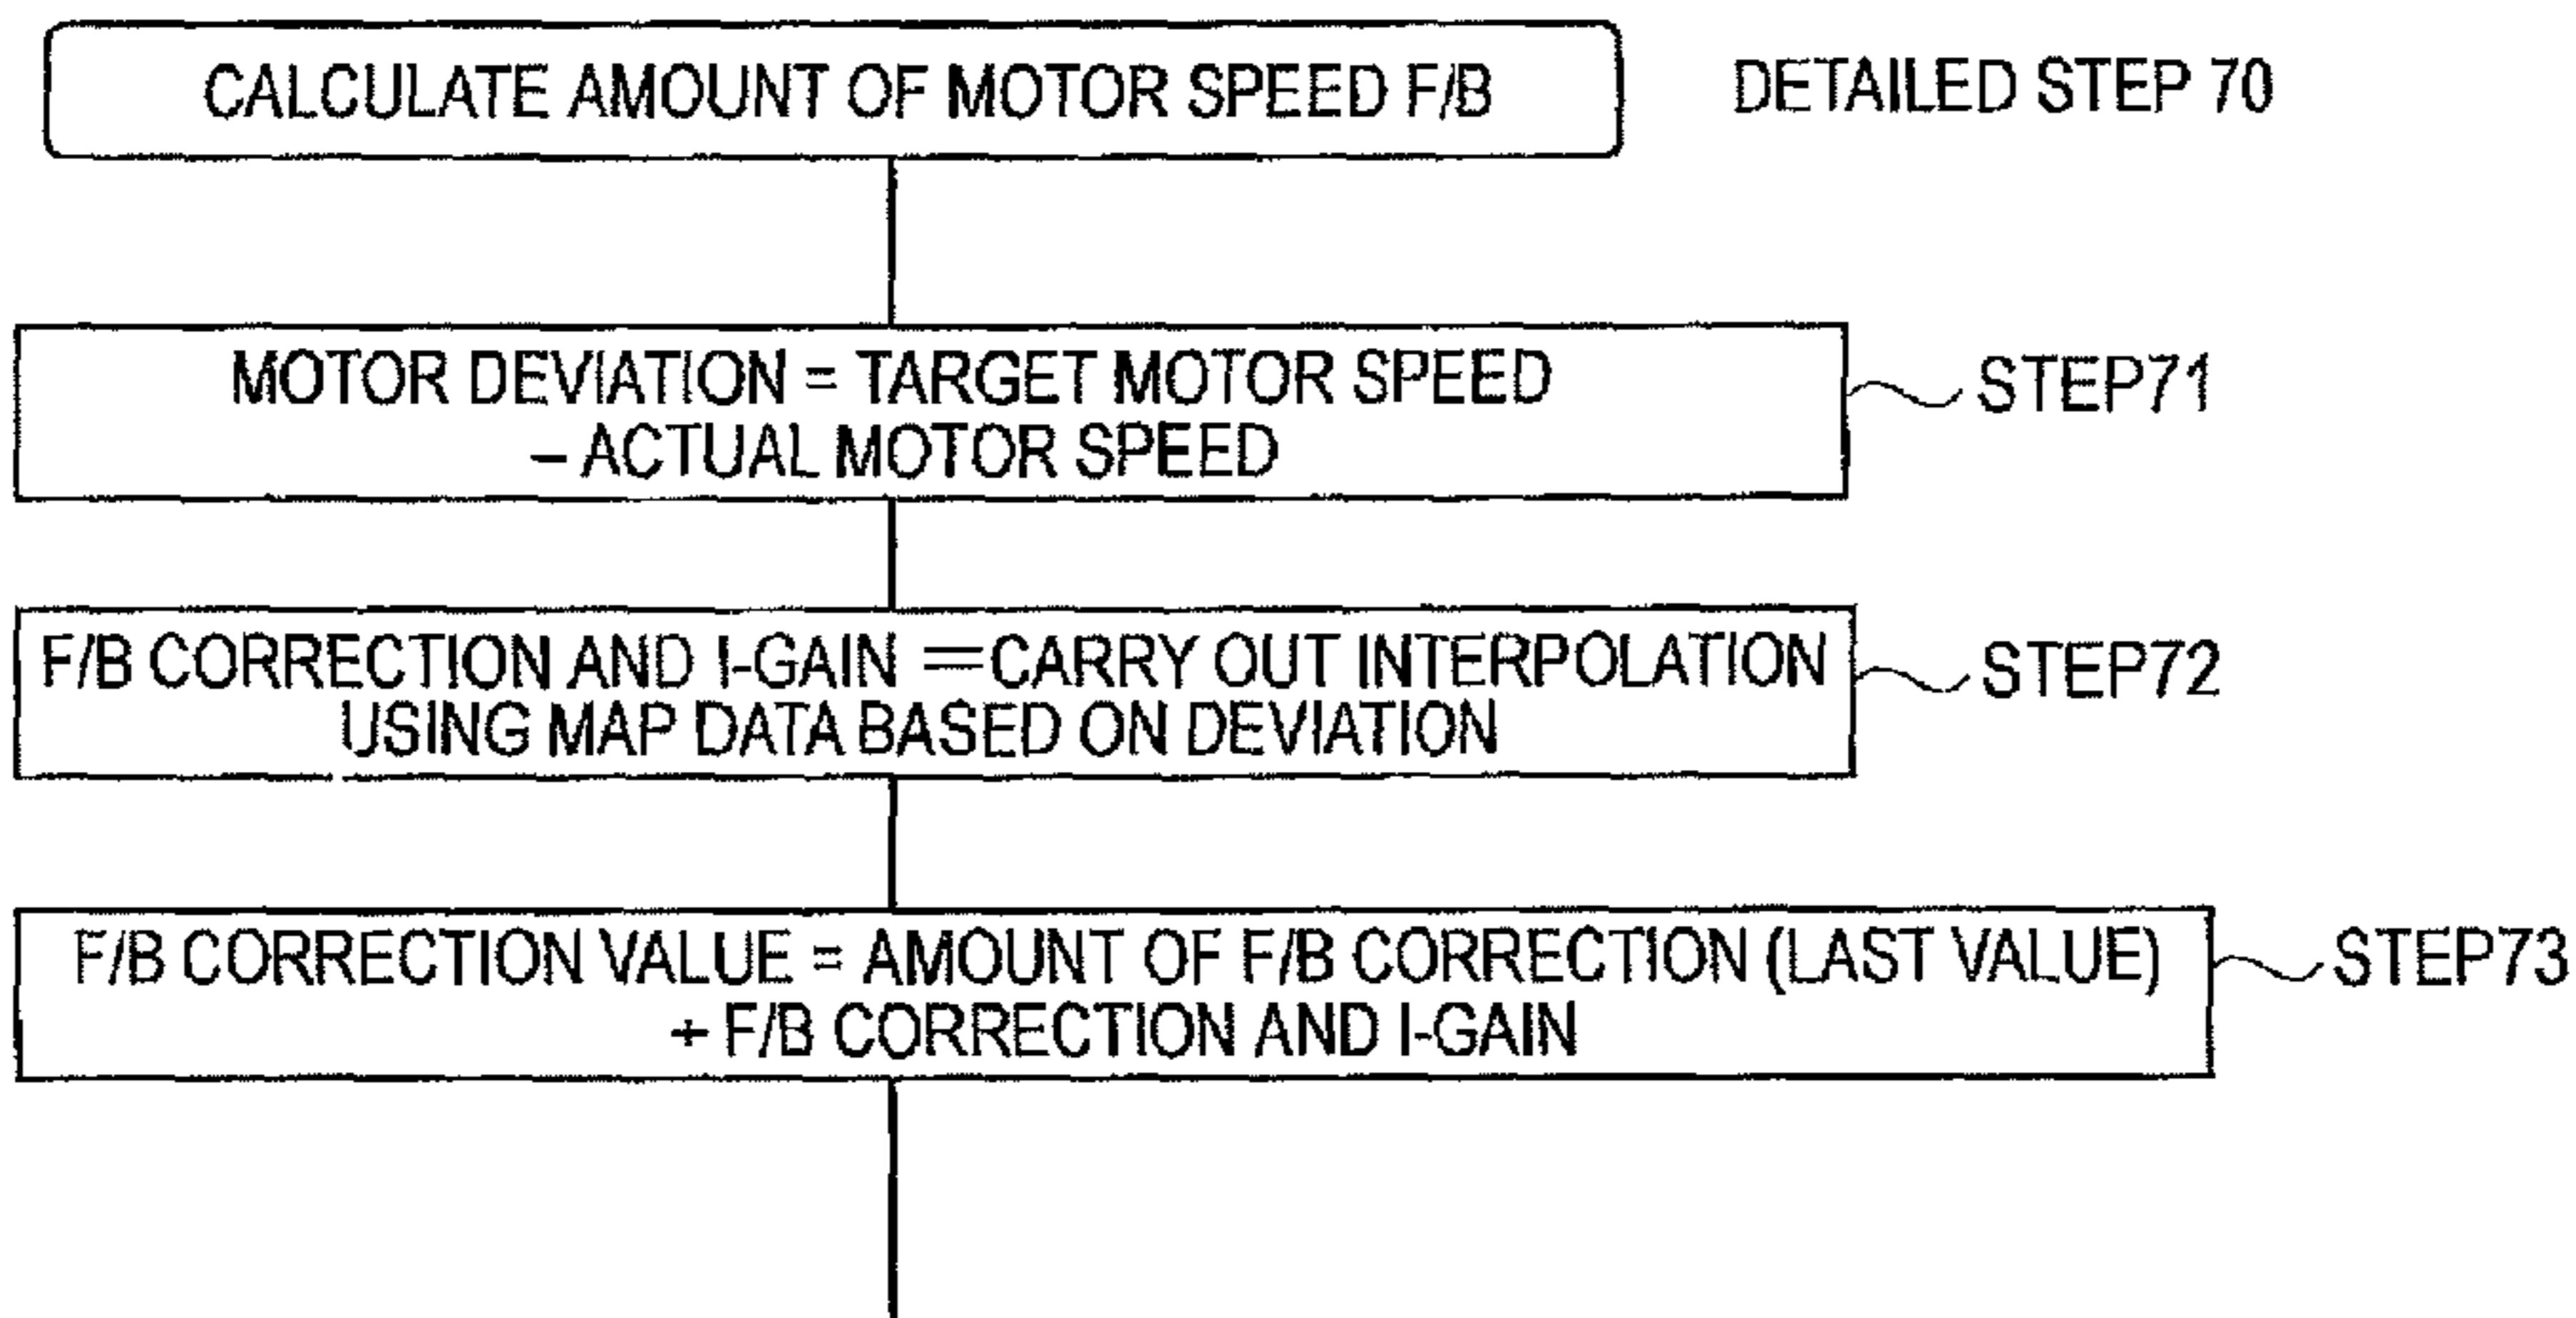 CALCULATE AMOUNT OF MOTOR SPEED F/B
DETAILED STEP 70
MOTOR DEVIATION = TARGET MOTOR SPEED
– ACTUAL MOTOR SPEED
STEP71
F/B CORRECTION AND I-GAIN =CARRY OUT INTERPOLATION
USING MAP DATA BASED ON DEVIATION
STEP72
F/B CORRECTION VALUE = AMOUNT OF F/B CORRECTION (LAST VALUE)
+ F/B CORRECTION AND I-GAIN
STEP73